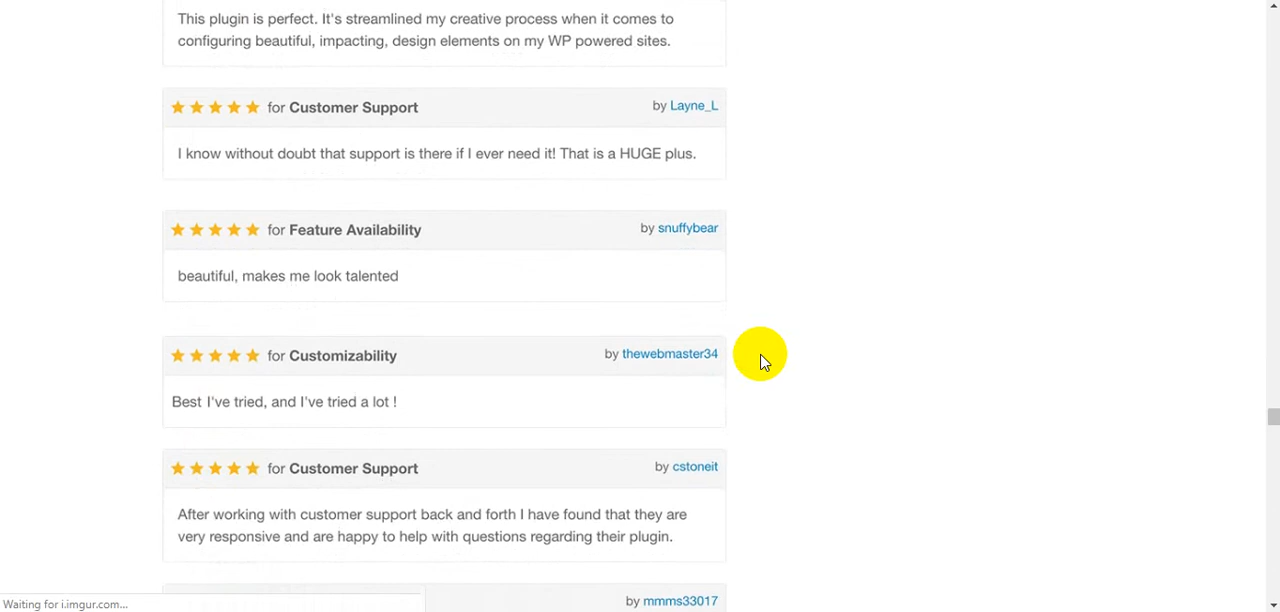 This plugin is perfect. It's streamlined my creative process when it comes to
configuring beautiful, impacting, design elements on my WP powered sites.
for Customer Support by Layne_L
I know without doubt that support is there if I ever need it! That is a HUGE plus.
for Feature Availability by snuffybear
beautiful, makes me look talented
for Customizability by thewebmaster34
Best I've tried, and I've tried a lot !
for Customer Support by cstoneit
After working with customer support back and forth I have found that they are
very responsive and are happy to help with questions regarding their plugin.
by mmms33017
Waiting for i.imgur.com...